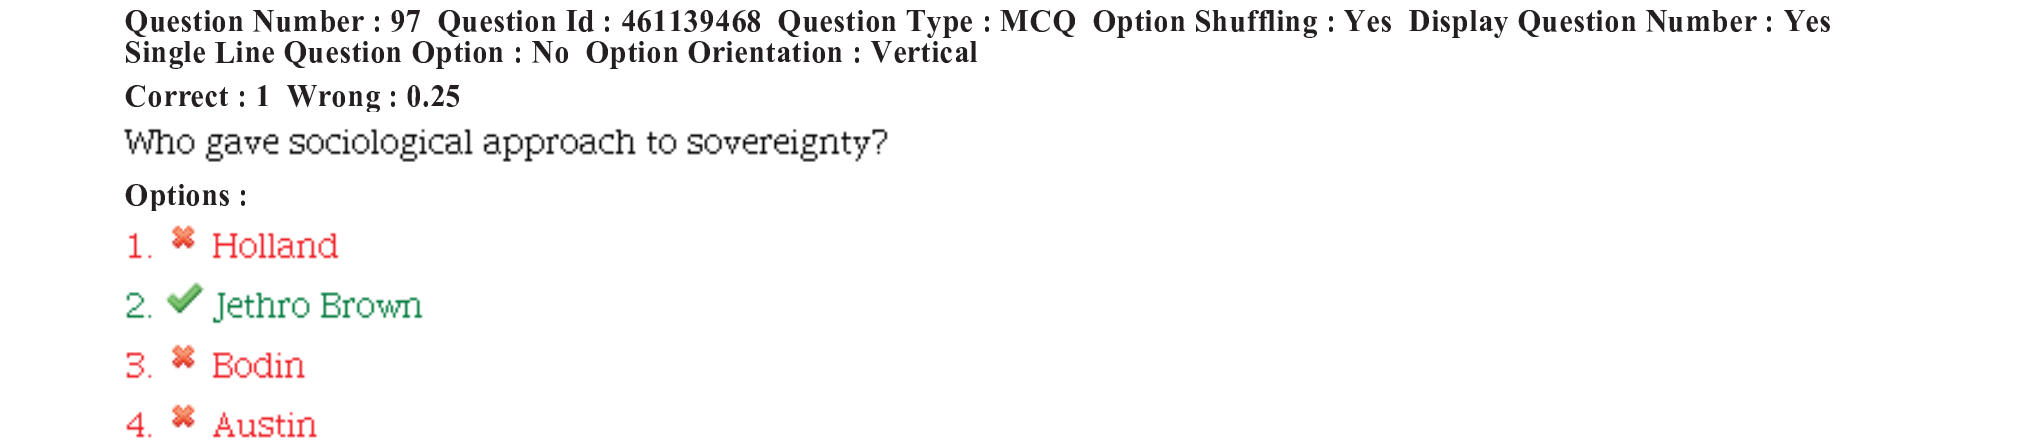 Question Number : 97 Question Id : 461139468 Question Type : MCQ Option Shuffling : Yes Display Question Number : Yes
Single Line Question Option : No Option Orientation : Vertical
Correct : 1 Wrong : 0.25
Who gave sociological approach to sovereignty?
Options :
1. ✖ Holland
2. ✔ Jethro Brown
3. ✖ Bodin
4. ✖ Austin